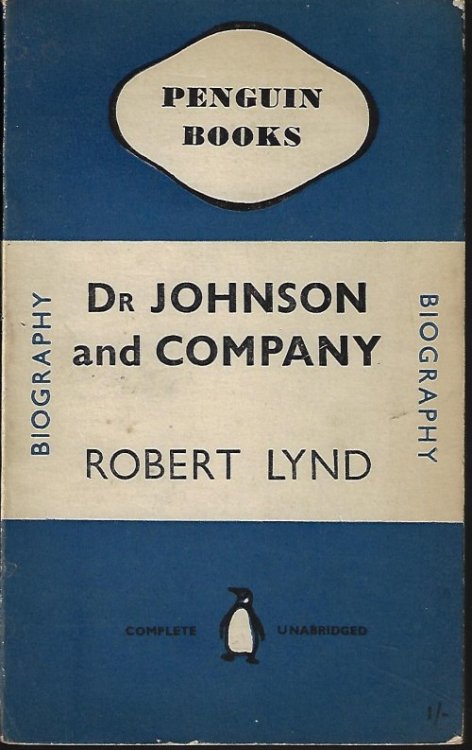 PENGUIN
BOOKS
DR JOHNSON
and COMPANY
BIOGRAPHY
BIOGRAPHY
ROBERT LYND
COMPLETE UNABRIDGED
1/-